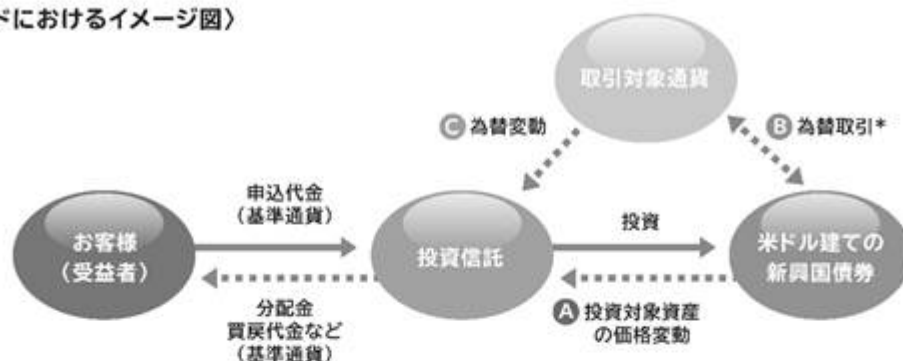 ドにおけるイメージ図〉
取引対象通貨
C 為替変動
B 為替取引*
申込代金
（基準通貨）
投資
お客様
（受益者）
投資信託
米ドル建ての
新興国債券
分配金
買戻代金など
（基準通貨）
A 投資対象資産
の価格変動